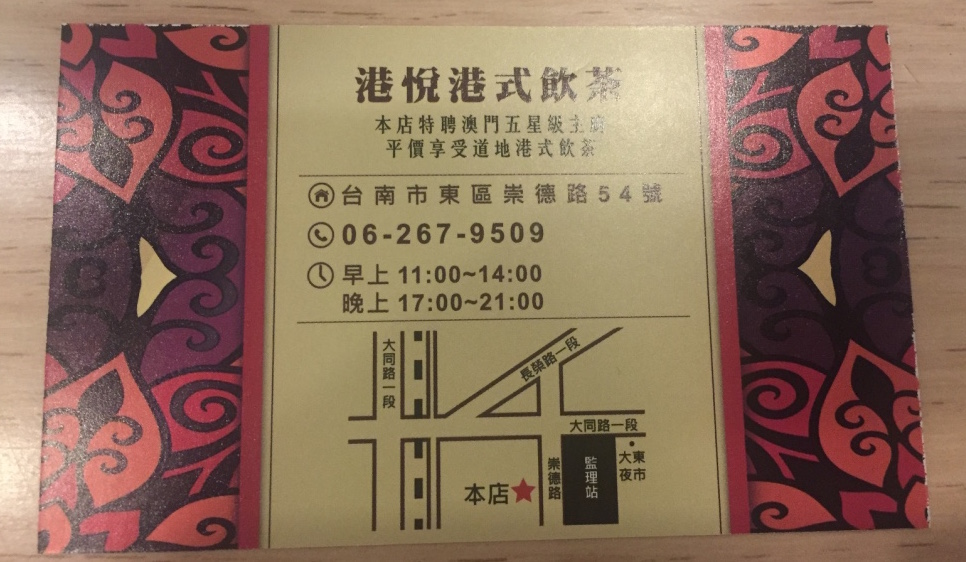 港悅港式飲茶
本店特聘澳門五星級主廚
平價享受道地港式飲茶
台南市東區崇德路54號
06-267-9509
早上 11:00~14:00
晚上 17:00~21:00
大同路一段
長榮路一段
大同路一段
崇德路
監理站
大東夜市
本店